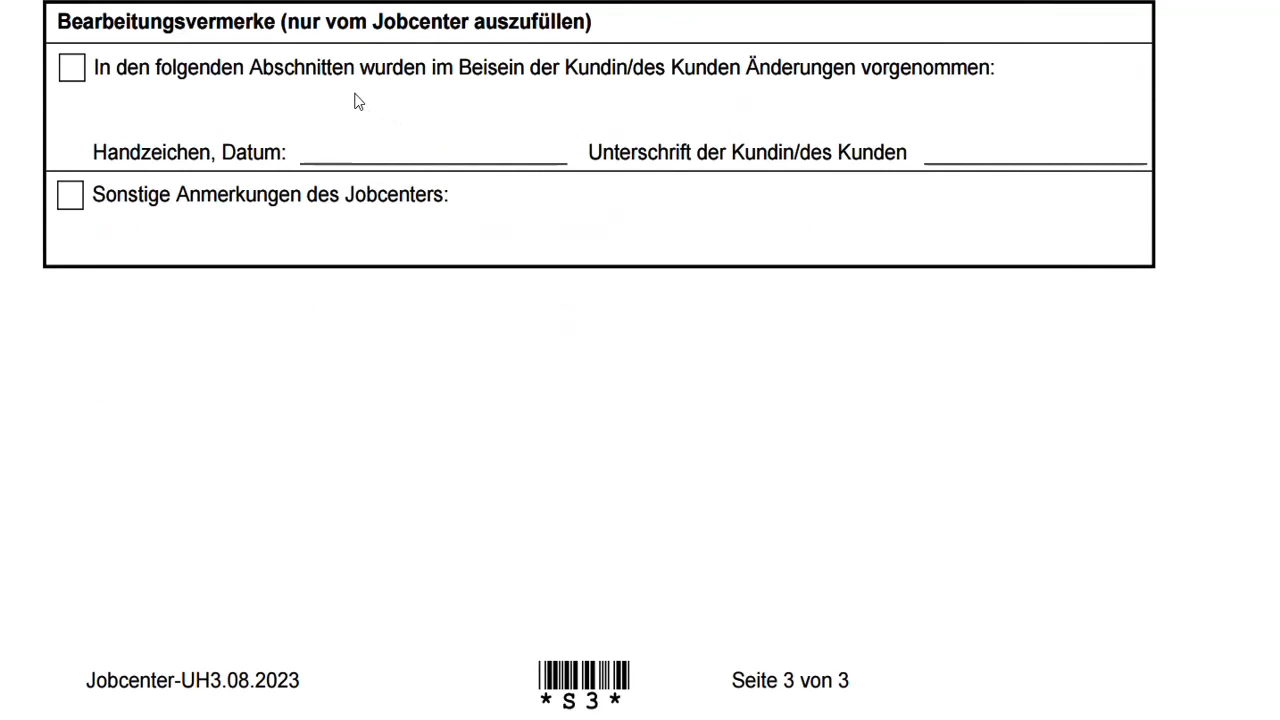 Bearbeitungsvermerke (nur vom Jobcenter auszufüllen)
In den folgenden Abschnitten wurden im Beisein der Kundin/des Kunden Änderungen vorgenommen:
Handzeichen, Datum: Unterschrift der Kundin/des Kunden
Sonstige Anmerkungen des Jobcenters:
Jobcenter-UH3.08.2023 * S 3 * Seite 3 von 3